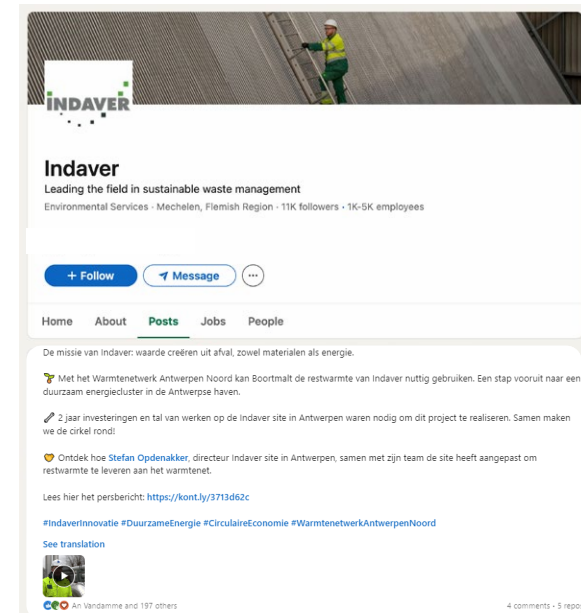 INDAVER
Indaver
Leading the field in sustainable waste management
Environmental Services · Mechelen, Flemish Region · 11K followers · 1K-5K employees
+ Follow
Message
Home About Posts Jobs People
De missie van Indaver: waarde creëren uit afval, zowel materialen als energie.
Met het Warmtenetwerk Antwerpen Noord kan Boortmalt de restwarmte van Indaver nuttig gebruiken. Een stap vooruit naar een
duurzaam energiecluster in de Antwerpse haven.
2 jaar investeringen en tal van werken op de Indaver site in Antwerpen waren nodig om dit project te realiseren. Samen maken
we de cirkel rond!
Ontdek hoe Stefan Opdenakker, directeur Indaver site in Antwerpen, samen met zijn team de site heeft aangepast om
restwarmte te leveren aan het warmtenet.
Lees hier het persbericht: https://kont.ly/3713d62c
#IndaverInnovatie #DuurzameEnergie #CirculaireEconomie #WarmtenetwerkAntwerpenNoord
See translation
An Vandamme and 197 others
4 comments · 5 repo